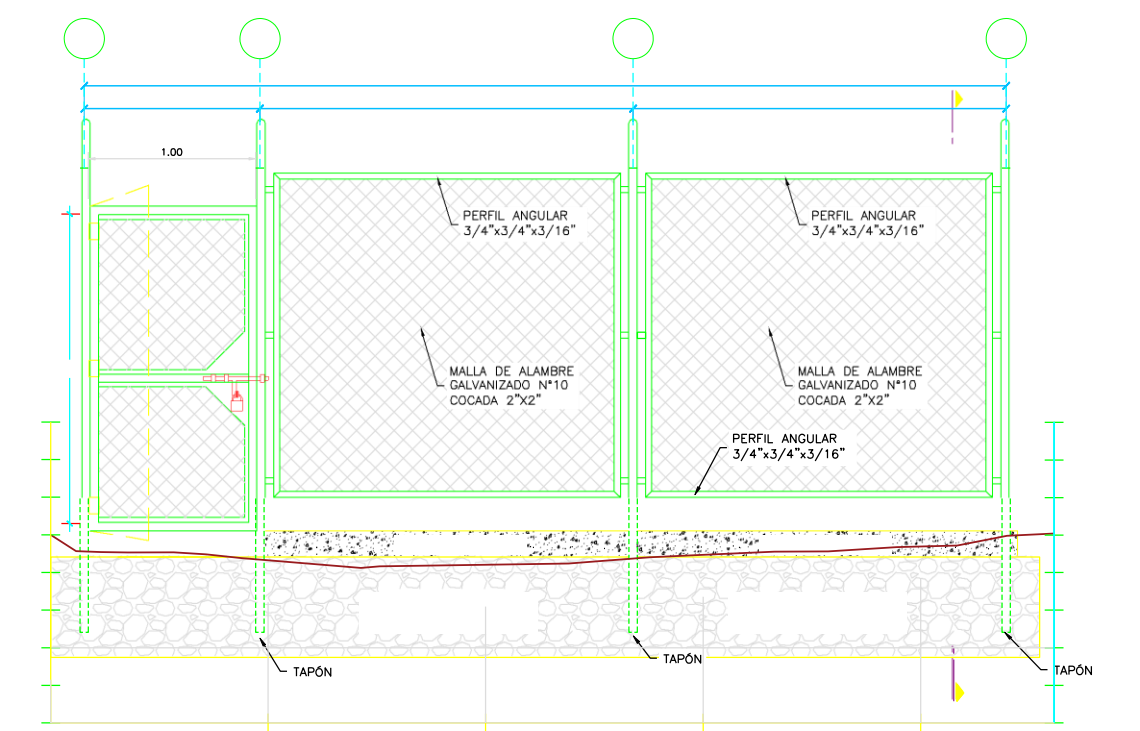 1.00
PERFIL ANGULAR
3/4"x3/4"x3/16"
PERFIL ANGULAR
3/4"x3/4"x3/16"
MALLA DE ALAMBRE
GALVANIZADO N°10
COCADA 2"X2"
MALLA DE ALAMBRE
GALVANIZADO N°10
COCADA 2"X2"
PERFIL ANGULAR
3/4"x3/4"x3/16"
TAPÓN
TAPÓN
TAPÓN